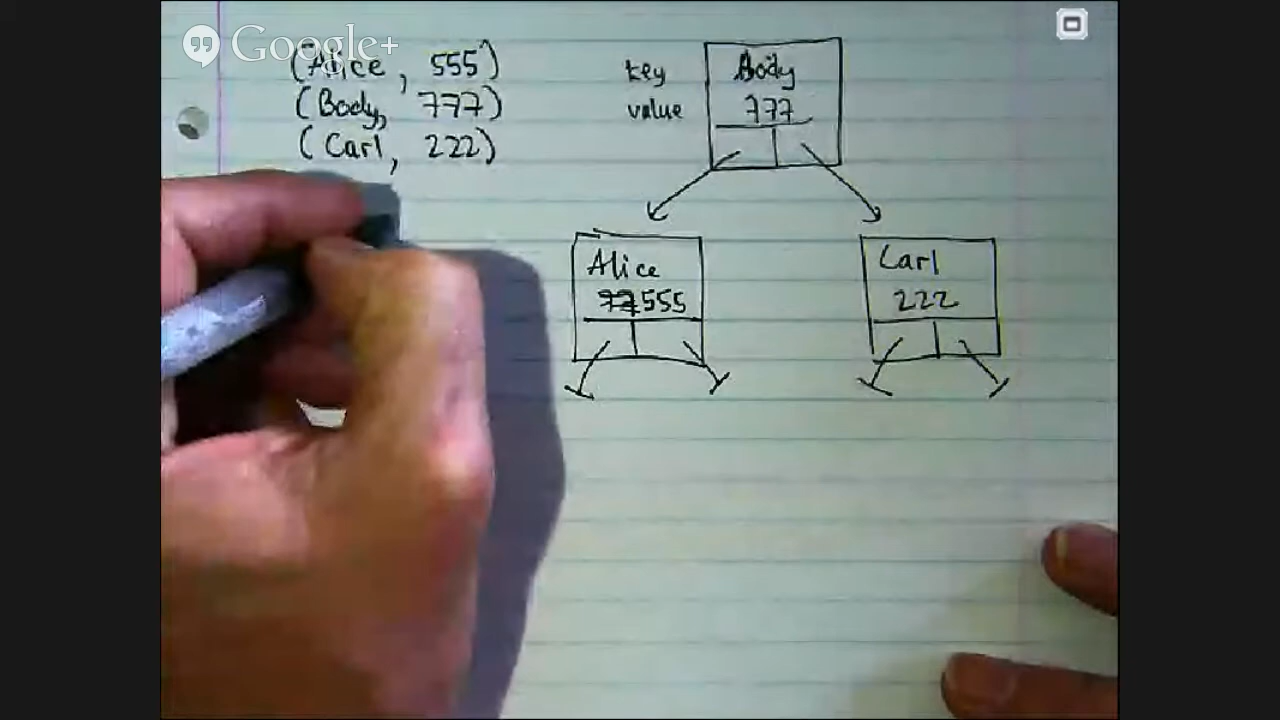 Google+
(Alice, 555)
(Body, 777)
(Carl, 222)
key Body
value 777
Alice
555
Carl
222